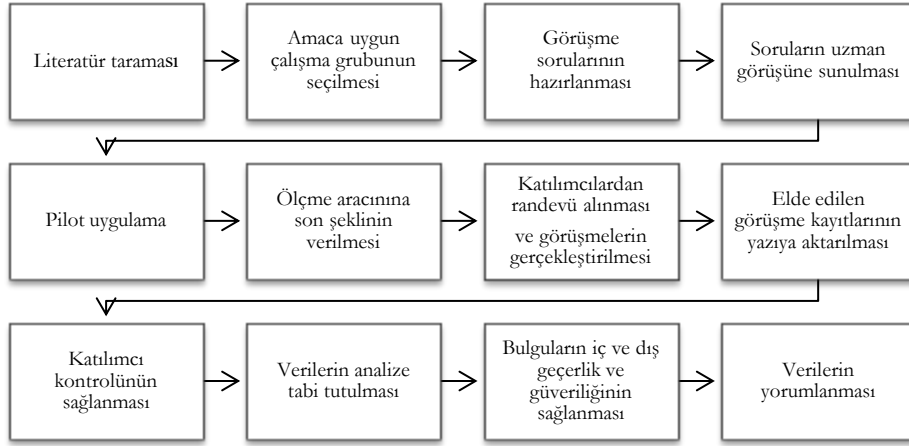 Literatür taraması
Amaca uygun
çalışma grubunun
seçilmesi
Görüşme
sorularının
hazırlanması
Soruların uzman
görüşüne sunulması
Pilot uygulama
Ölçme aracınına
son şeklinin
verilmesi
Katılımcılardan
randevü alınması
ve görüşmelerin
gerçekleştirilmesi
Elde edilen
görüşme kayıtlarının
yazıya aktarılması
Katılımcı
kontrolünün
sağlanması
Verilerin analize
tabi tutulması
Bulguların iç ve dış
geçerlik ve
güveriliğinin
sağlanması
Verilerin
yorumlanması